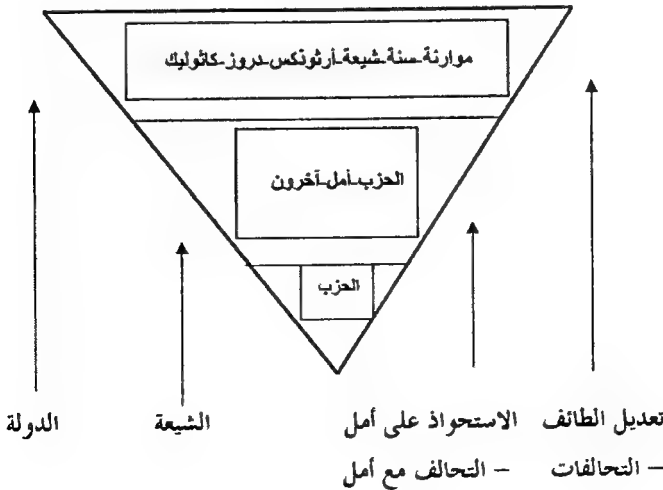 موارنة-سنة-شيعة-أرثوذكس-دروز-كاثوليك
الحزب-أمل-آخرون
الحزب
تعديل الطائف الاستحواذ على أمل الشيعة الدولة
– التحالفات – التحالف مع أمل